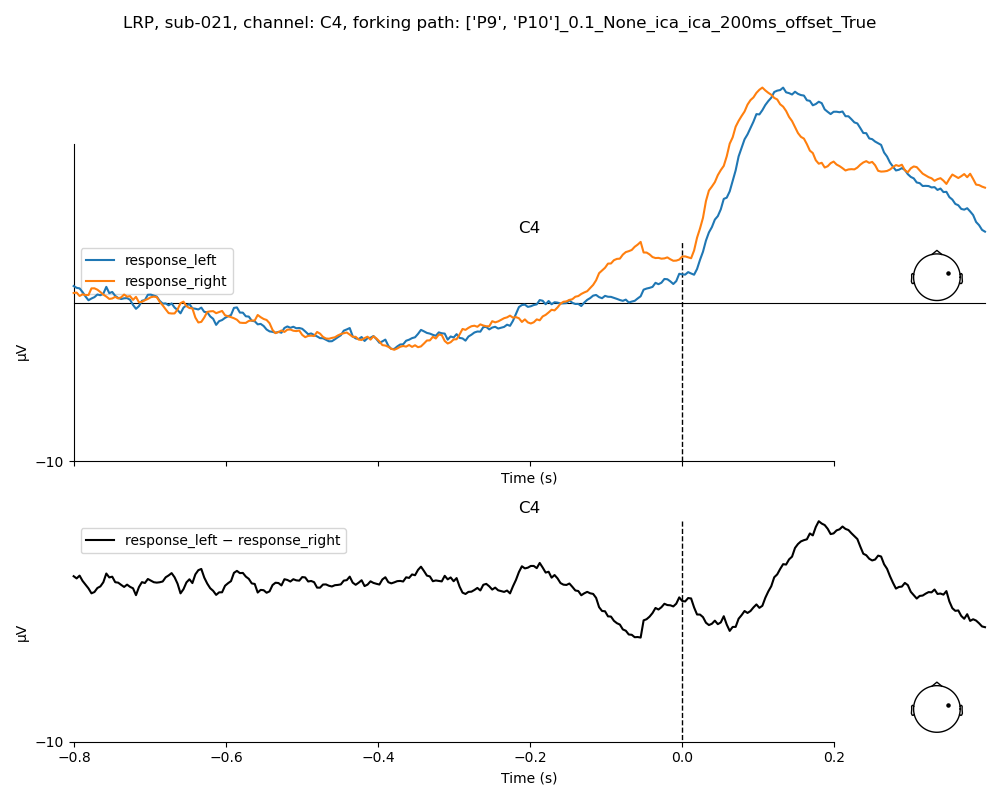 LRP, sub-021, channel: C4, forking path: ['P9', 'P10']_0.1_None_ica_ica_200ms_offset_True
C4
response_left
response_right
µV
−10
Time (s)
C4
response_left − response_right
µV
−10
−0.8
−0.6
−0.4
−0.2
0.0
0.2
Time (s)